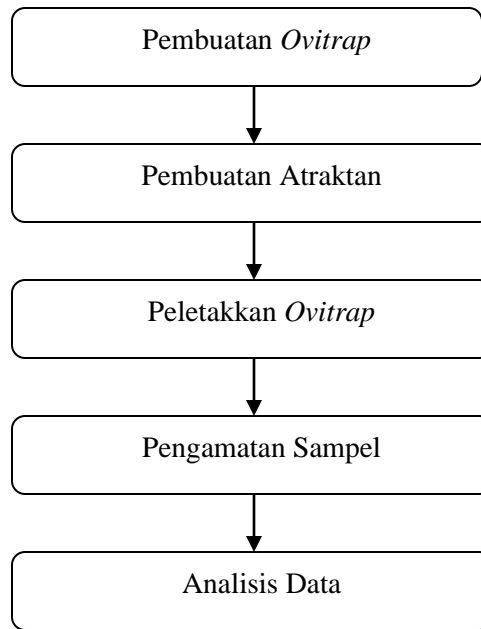 Pembuatan Ovitrap
Pembuatan Atraktan
Peletakkan Ovitrap
Pengamatan Sampel
Analisis Data